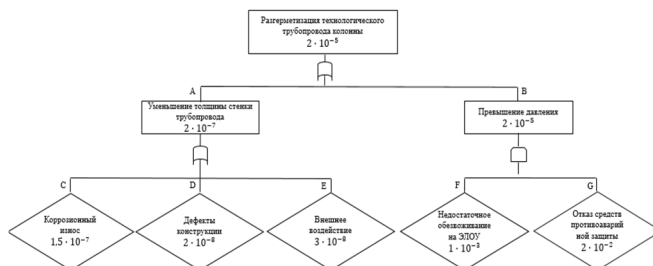 Разгерметизация технологического
трубопровода колонны
2 · 10⁻⁵
A
B
Уменьшение толщины стенки
трубопровода
2 · 10⁻⁷
Превышение давления
2 · 10⁻⁵
C
D
E
F
G
Коррозионный
износ
1.5 · 10⁻⁷
Дефекты
конструкции
2 · 10⁻⁸
Внешнее
воздействие
3 · 10⁻⁸
Недостаточное
обезвоживание
на ЭЛОУ
1 · 10⁻³
Отказ средств
противоаварий
ной защиты
2 · 10⁻²